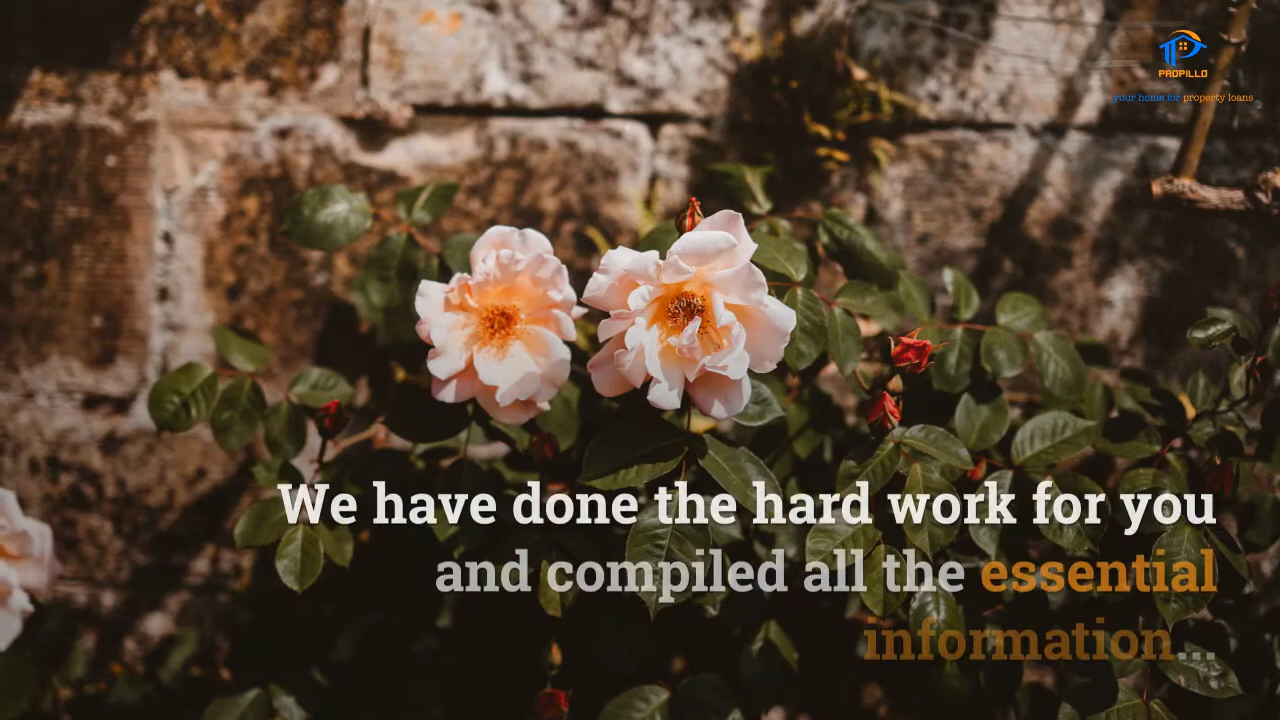 PROPILLO
your home for property loans
We have done the hard work for you
and compiled all the essential
information...